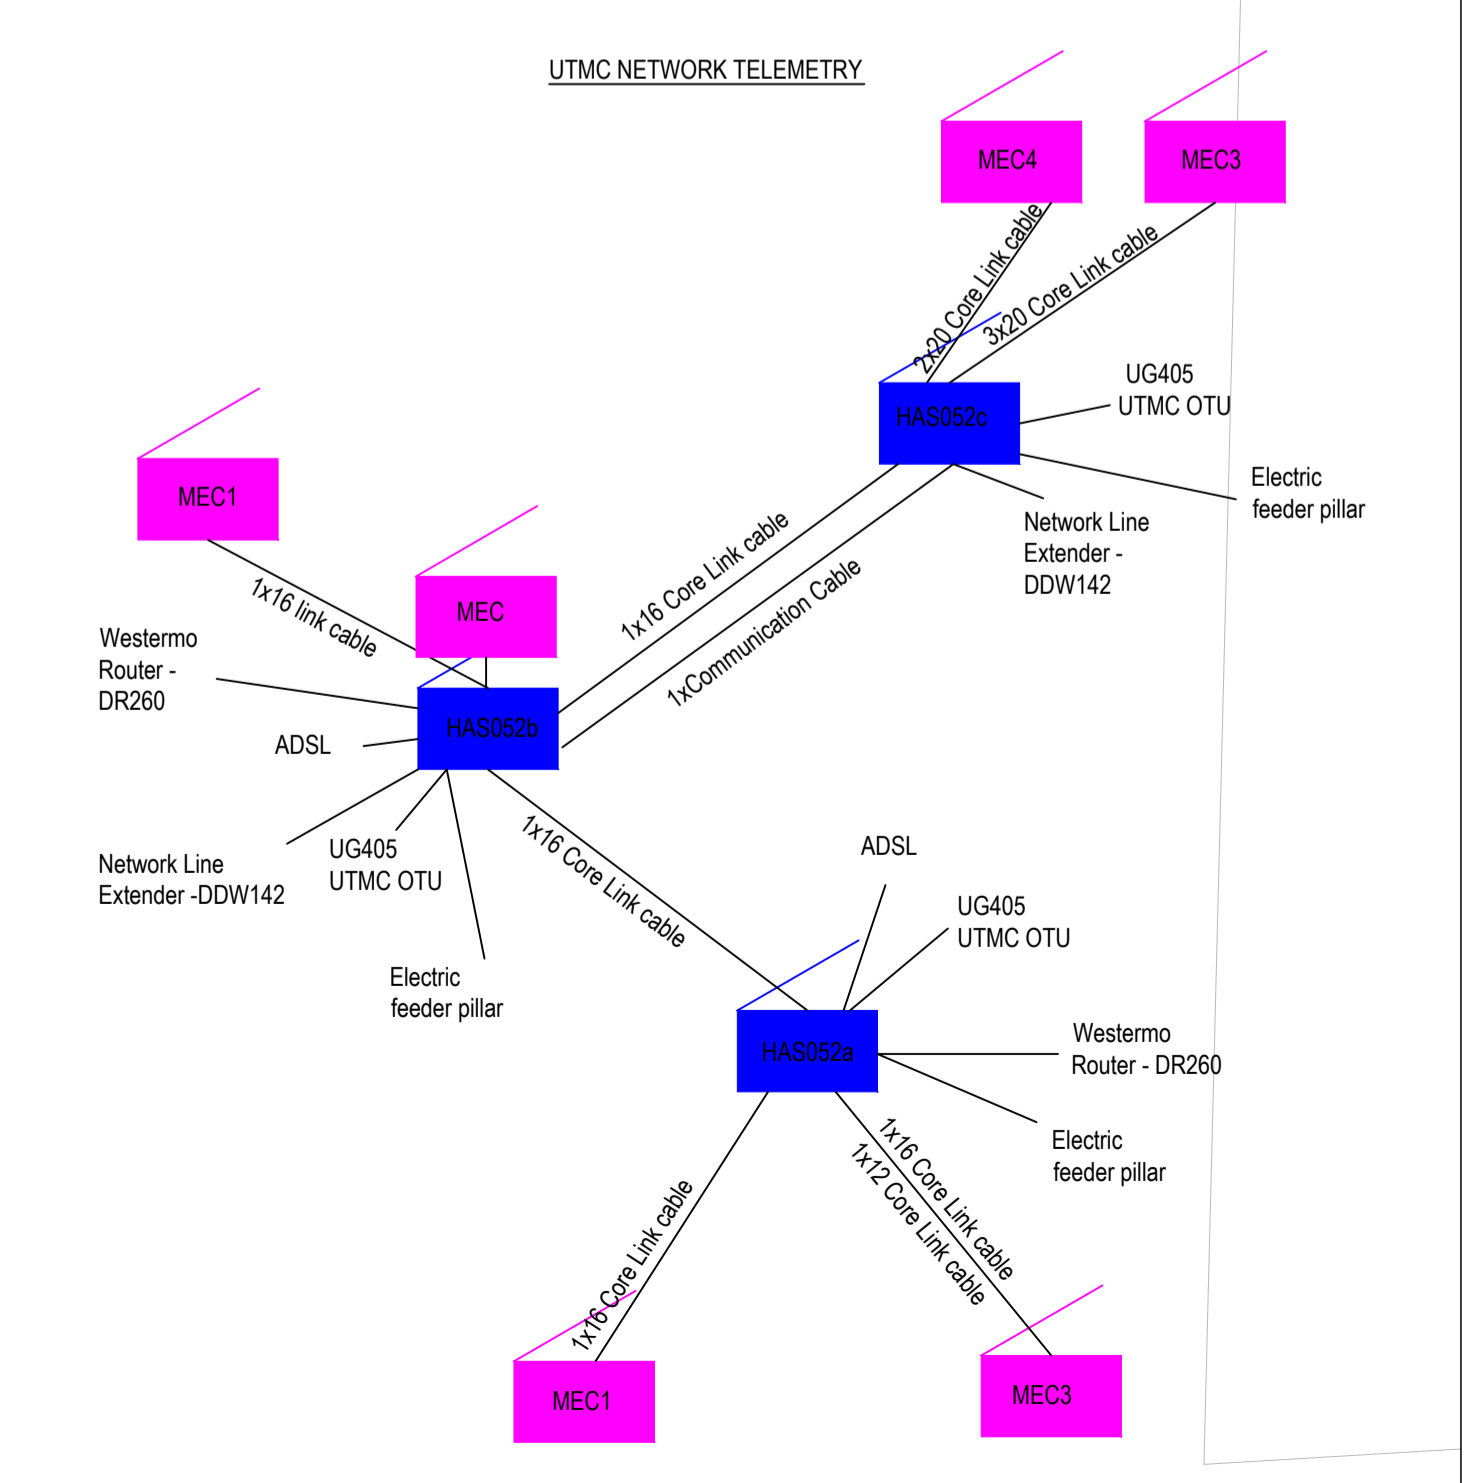 UTMC NETWORK TELEMETRY
MEC4
MEC3
2x20 Core Link cable
3x20 Core Link cable
HAS052c
UG405
UTMC OTU
Electric
feeder pillar
Network Line
Extender -
DDW142
MEC1
1x16 link cable
MEC
1x16 Core Link cable
1xCommunication Cable
Westermo
Router -
DR260
HAS052b
ADSL
Network Line
Extender -DDW142
UG405
UTMC OTU
Electric
feeder pillar
1x16 Core Link cable
ADSL
UG405
UTMC OTU
HAS052a
Westermo
Router - DR260
Electric
feeder pillar
1x16 Core Link cable
1x16 Core Link cable
1x12 Core Link cable
MEC1
MEC3